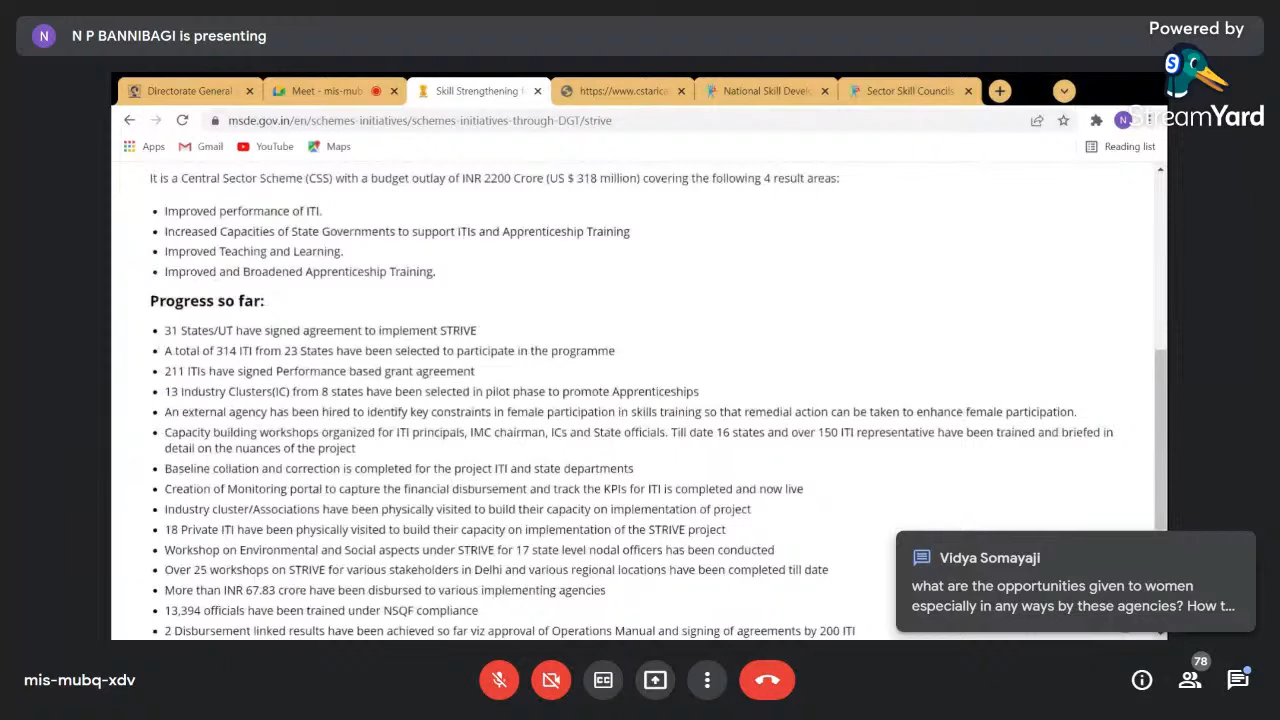 N
N P BANNIBAGI is presenting
Powered by
S
StreamYard
Directorate General
Meet - mis-mub
Skill Strengthening f
https://www.cstarica
National Skill Develo
Sector Skill Councils
msde.gov.in/en/schemes-initiatives/schemes-initiatives-through-DGT/strive
N
Apps
Gmail
YouTube
Maps
Reading list
It is a Central Sector Scheme (CSS) with a budget outlay of INR 2200 Crore (US $ 318 million) covering the following 4 result areas:
• Improved performance of ITI.
• Increased Capacities of State Governments to support ITIs and Apprenticeship Training
• Improved Teaching and Learning.
• Improved and Broadened Apprenticeship Training.
Progress so far:
• 31 States/UT have signed agreement to implement STRIVE
• A total of 314 ITI from 23 States have been selected to participate in the programme
• 211 ITIs have signed Performance based grant agreement
• 13 Industry Clusters(IC) from 8 states have been selected in pilot phase to promote Apprenticeships
• An external agency has been hired to identify key constraints in female participation in skills training so that remedial action can be taken to enhance female participation.
• Capacity building workshops organized for ITI principals, IMC chairman, ICs and State officials. Till date 16 states and over 150 ITI representative have been trained and briefed in
detail on the nuances of the project
• Baseline collation and correction is completed for the project ITI and state departments
• Creation of Monitoring portal to capture the financial disbursement and track the KPIs for ITI is completed and now live
• Industry cluster/Associations have been physically visited to build their capacity on implementation of project
• 18 Private ITI have been physically visited to build their capacity on implementation of the STRIVE project
• Workshop on Environmental and Social aspects under STRIVE for 17 state level nodal officers has been conducted
• Over 25 workshops on STRIVE for various stakeholders in Delhi and various regional locations have been completed till date
• More than INR 67.83 crore have been disbursed to various implementing agencies
• 13,394 officials have been trained under NSQF compliance
• 2 Disbursement linked results have been achieved so far viz approval of Operations Manual and signing of agreements by 200 ITI
Vidya Somayaji
what are the opportunities given to women
especially in any ways by these agencies? How t...
mis-mubq-xdv
CC
78